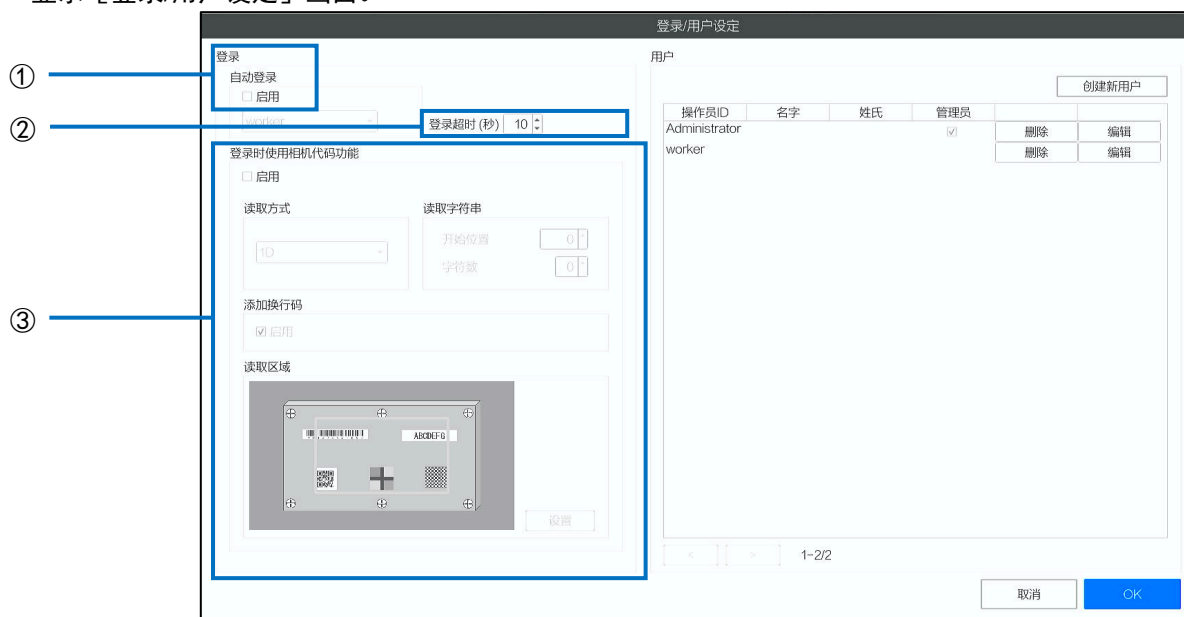 显示 [登录/用户设定] 画面。
登录/用户设定
①
②
③
登录
自动登录
启用
worker
登录超时 (秒) 10
登录时使用相机代码功能
启用
读取方式
1D
读取字符串
开始位置 0
字符数 0
添加换行码
启用
读取区域
ABCDEFG
设置
用户
创建新用户
操作员ID 名字 姓氏 管理员
Administrator 删除 编辑
worker 删除 编辑
< > 1-2/2
取消 OK